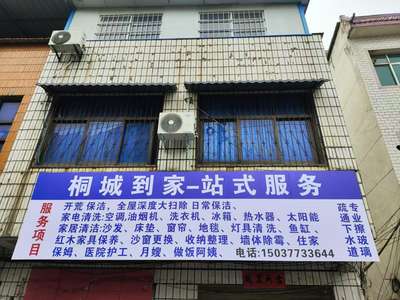 桐城到家-站式服务
服务项目
开荒保洁、全屋深度大扫除 日常保洁、
家电清洗:空调,油烟机、洗衣机、冰箱、热水器、太阳能
家居清洁:沙发、床垫、窗帘、地毯、灯具清洗、鱼缸、
红木家具保养、沙窗更换、收纳整理、墙体除霉、住家
保姆、医院护工、月嫂、做饭阿姨、 电话:15037733644
专业擦玻璃
疏通下水道